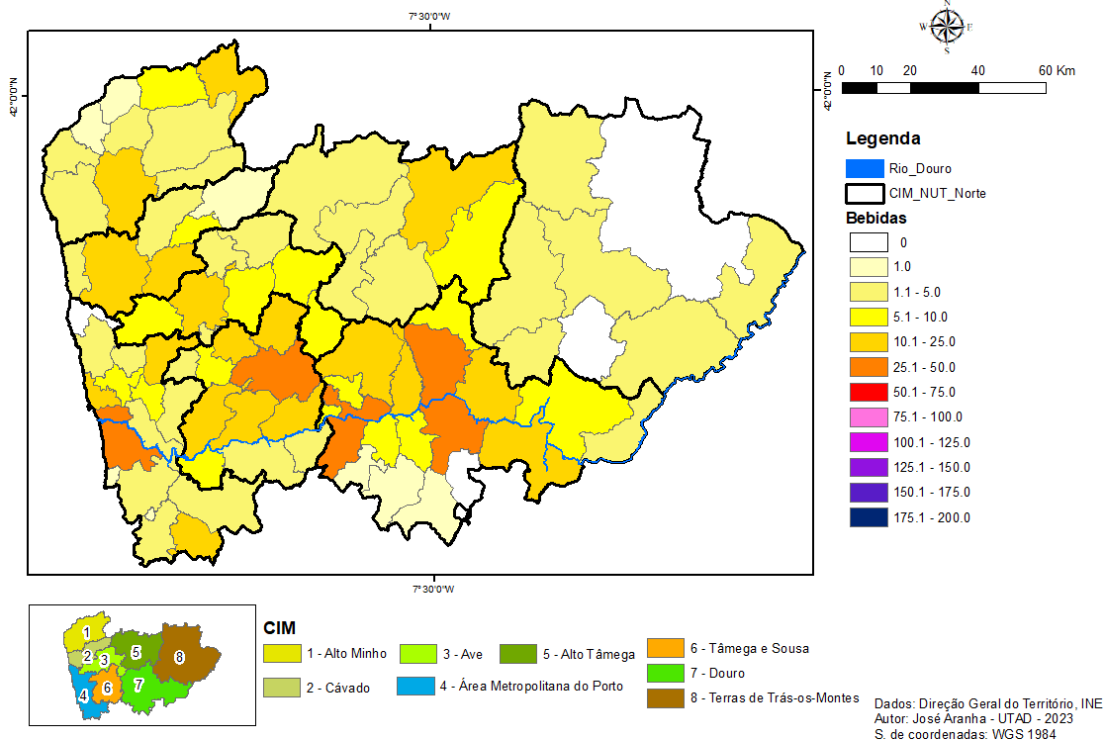 7°30'0"W
N
W E
S
42°0'0"N
42°0'0"N
0 10 20 40 60 Km
Legenda
Rio_Douro
CIM_NUT_Norte
Bebidas
0
1.0
1.1 - 5.0
5.1 - 10.0
10.1 - 25.0
25.1 - 50.0
50.1 - 75.0
75.1 - 100.0
100.1 - 125.0
125.1 - 150.0
150.1 - 175.0
175.1 - 200.0
7°30'0"W
1
2
3
4
5
6
7
8
CIM
1 - Alto Minho
2 - Cávado
3 - Ave
4 - Área Metropolitana do Porto
5 - Alto Tâmega
6 - Tâmega e Sousa
7 - Douro
8 - Terras de Trás-os-Montes
Dados: Direção Geral do Território, INE
Autor: José Aranha - UTAD - 2023
S. de coordenadas: WGS 1984